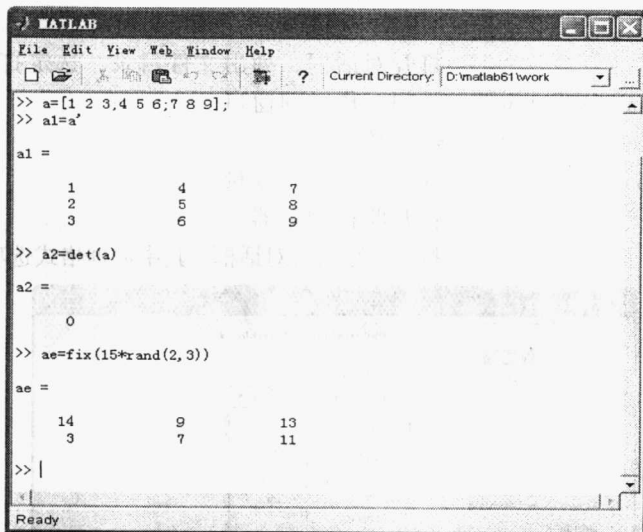 MATLAB
File Edit View Web Window Help
? Current Directory: D:\matlab61\work ...
>> a=[1 2 3,4 5 6;7 8 9];
>> a1=a'
a1 =
1 4 7
2 5 8
3 6 9
>> a2=det(a)
a2 =
0
>> ae=fix(15*rand(2,3))
ae =
14 9 13
3 7 11
>>
Ready